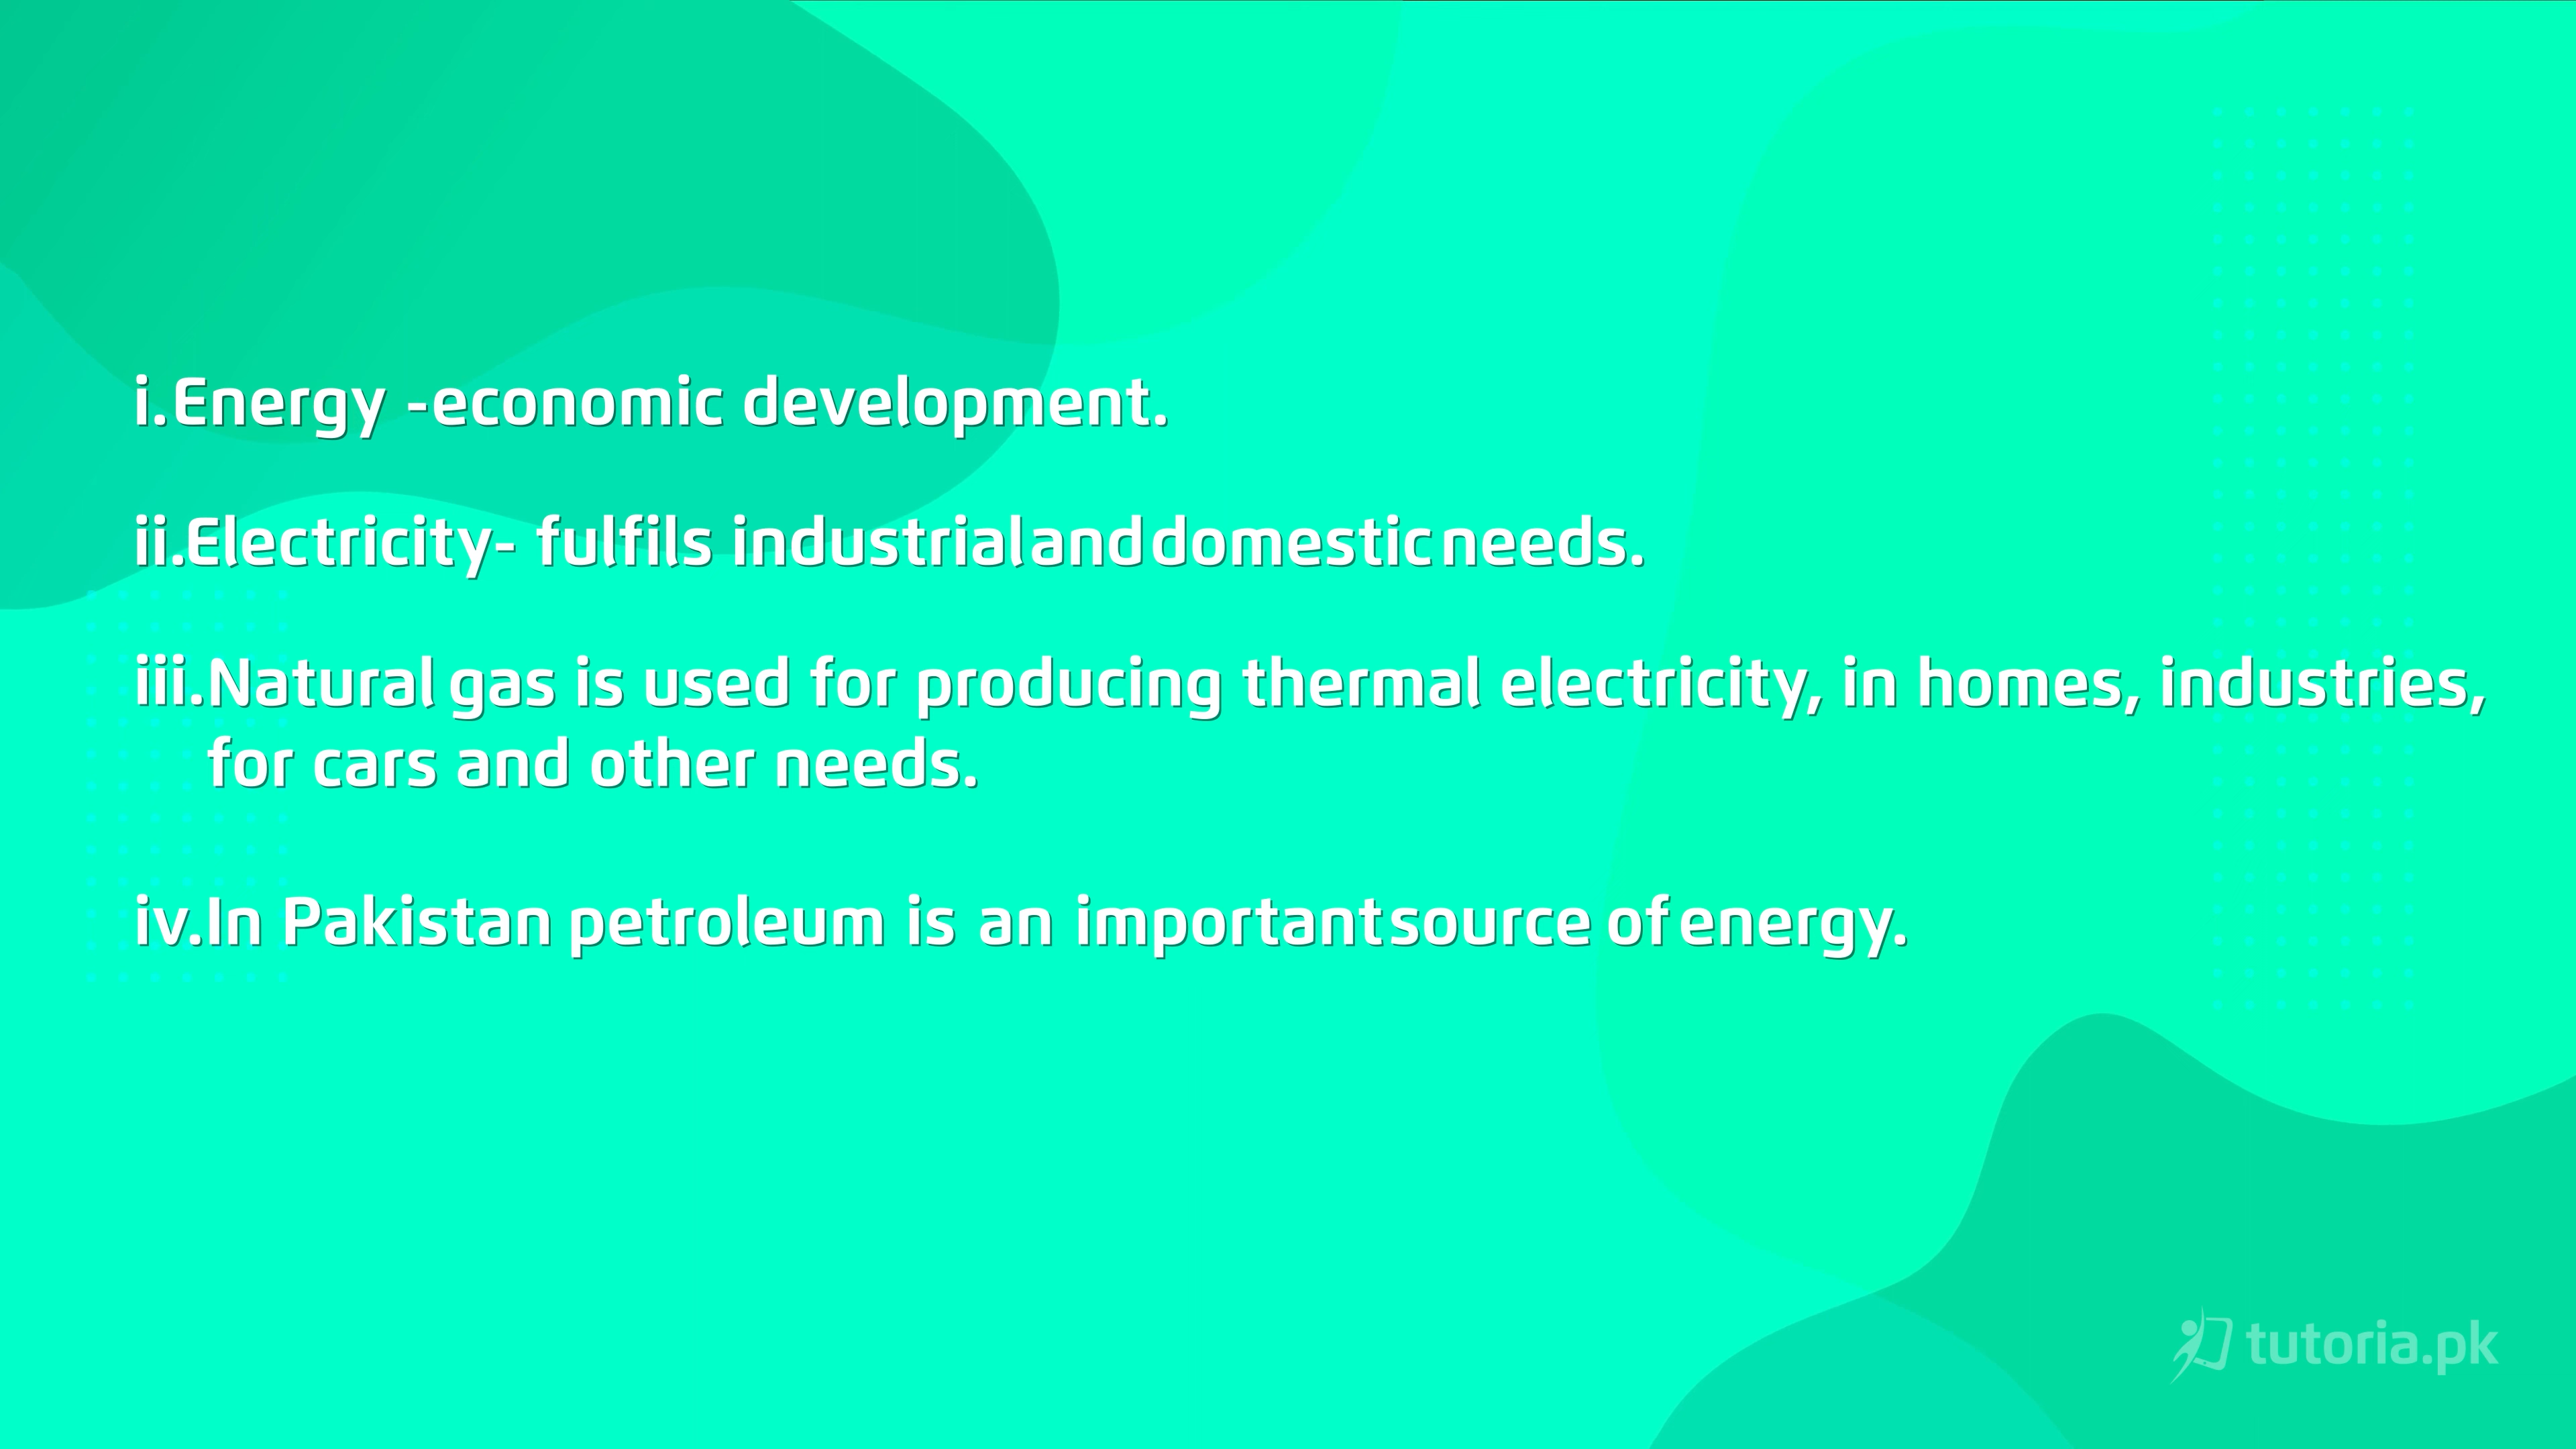 i. Energy -economic development.
ii.Electricity- fulfils industrial and domestic needs.
iii.Natural gas is used for producing thermal electricity, in homes, industries,
for cars and other needs.
iv.In Pakistan petroleum is an important source of energy.
tutoria.pk